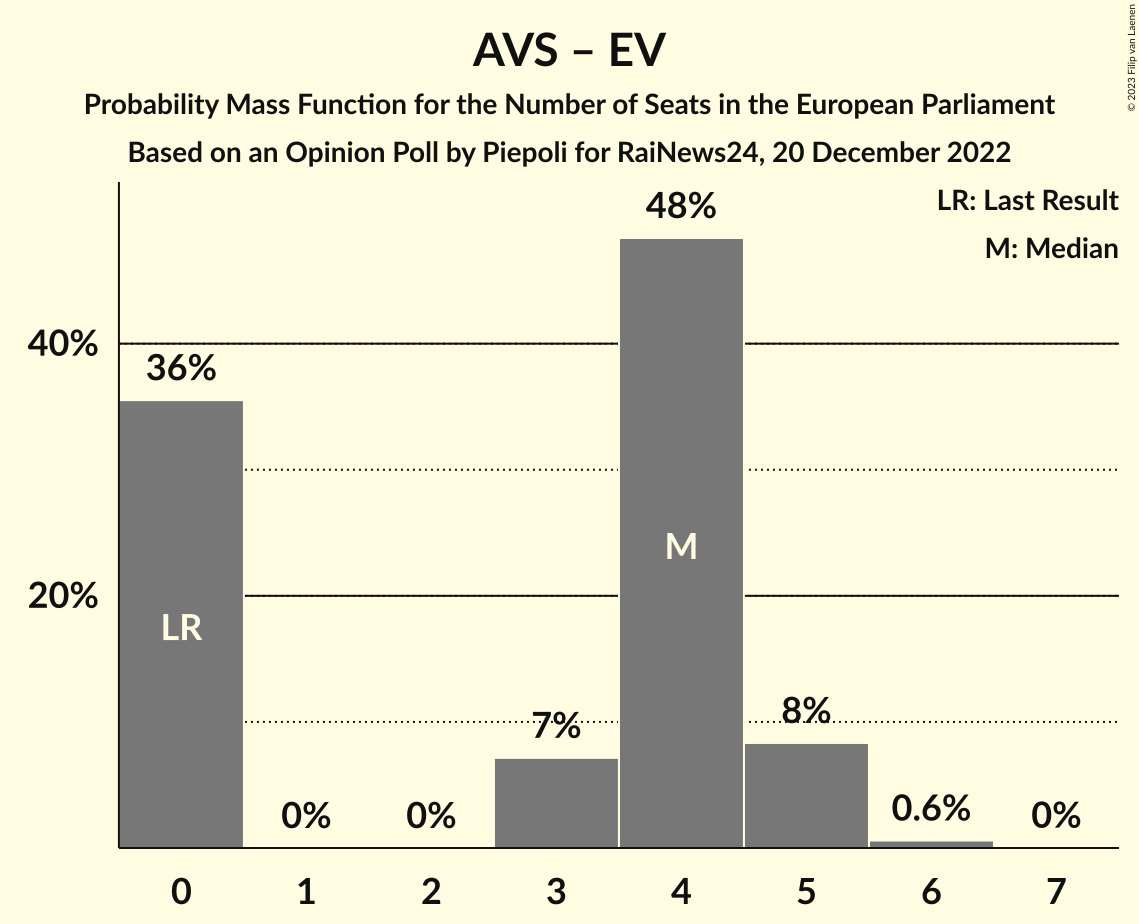 AVS – EV
Probability Mass Function for the Number of Seats in the European Parliament
Based on an Opinion Poll by Piepoli for RaiNews24, 20 December 2022
© 2023 Filip van Laenen
LR: Last Result
M: Median
48%
40%
36%
M
20%
LR
8%
7%
0.6%
0%
0%
0%
0 1 2 3 4 5 6 7